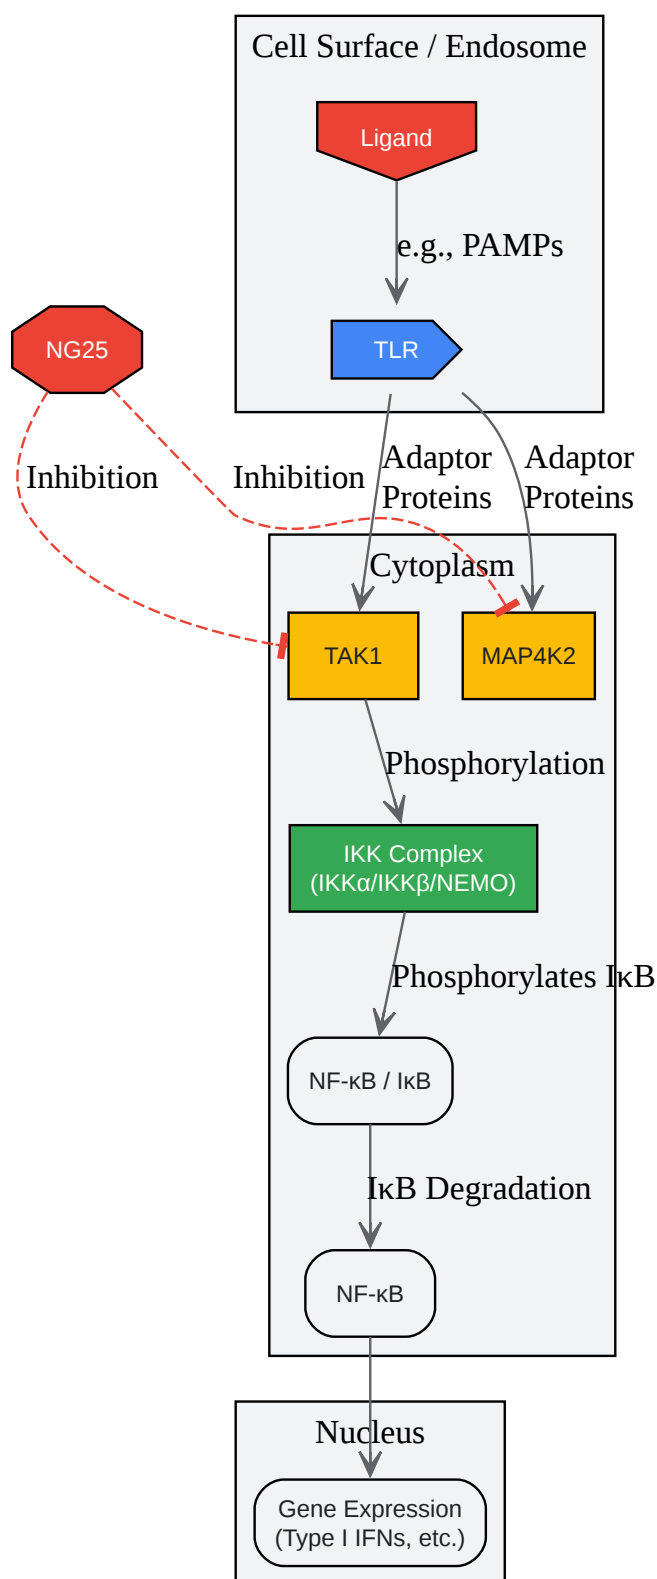 Cell Surface / Endosome
Ligand
e.g., PAMPs
NG25
TLR
Inhibition
Inhibition
Adaptor
Proteins
Adaptor
Proteins
Cytoplasm
TAK1
MAP4K2
Phosphorylation
IKK Complex
(IKKα/IKKβ/NEMO)
Phosphorylates IκB
NF-κB / IκB
IκB Degradation
NF-κB
Nucleus
Gene Expression
(Type I IFNs, etc.)